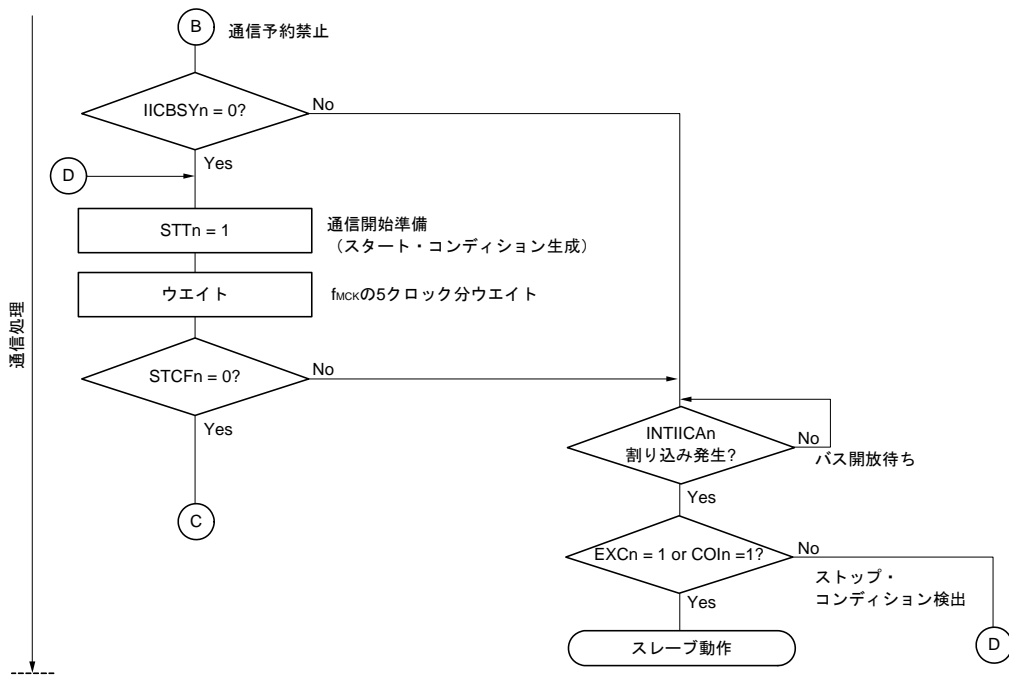 B
通信予約禁止
IICBSYn = 0?
No
Yes
D
STTn = 1
通信開始準備
（スタート・コンディション生成）
ウエイト
fMCKの5クロック分ウエイト
通信処理
STCFn = 0?
No
Yes
INTIICAn
割り込み発生?
No
バス開放待ち
Yes
C
EXCn = 1 or COIn =1?
No
ストップ・
コンディション検出
Yes
スレーブ動作
D